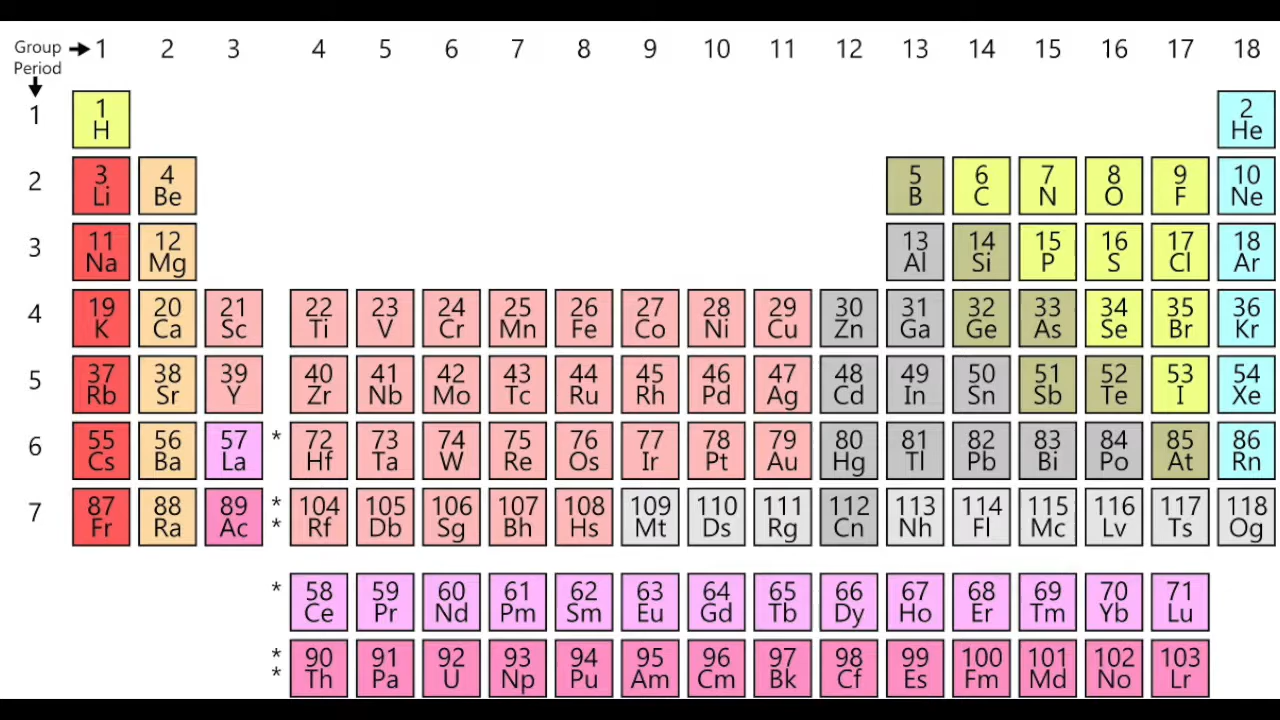 Group 1 2 3 4 5 6 7 8 9 10 11 12 13 14 15 16 17 18
Period
1 1 2
H He
2 3 4 5 6 7 8 9 10
Li Be B C N O F Ne
3 11 12 13 14 15 16 17 18
Na Mg Al Si P S Cl Ar
4 19 20 21 22 23 24 25 26 27 28 29 30 31 32 33 34 35 36
K Ca Sc Ti V Cr Mn Fe Co Ni Cu Zn Ga Ge As Se Br Kr
5 37 38 39 40 41 42 43 44 45 46 47 48 49 50 51 52 53 54
Rb Sr Y Zr Nb Mo Tc Ru Rh Pd Ag Cd In Sn Sb Te I Xe
6 55 56 57 * 72 73 74 75 76 77 78 79 80 81 82 83 84 85 86
Cs Ba La Hf Ta W Re Os Ir Pt Au Hg Tl Pb Bi Po At Rn
7 87 88 89 * 104 105 106 107 108 109 110 111 112 113 114 115 116 117 118
Fr Ra Ac * Rf Db Sg Bh Hs Mt Ds Rg Cn Nh Fl Mc Lv Ts Og
* 58 59 60 61 62 63 64 65 66 67 68 69 70 71
Ce Pr Nd Pm Sm Eu Gd Tb Dy Ho Er Tm Yb Lu
* 90 91 92 93 94 95 96 97 98 99 100 101 102 103
* Th Pa U Np Pu Am Cm Bk Cf Es Fm Md No Lr